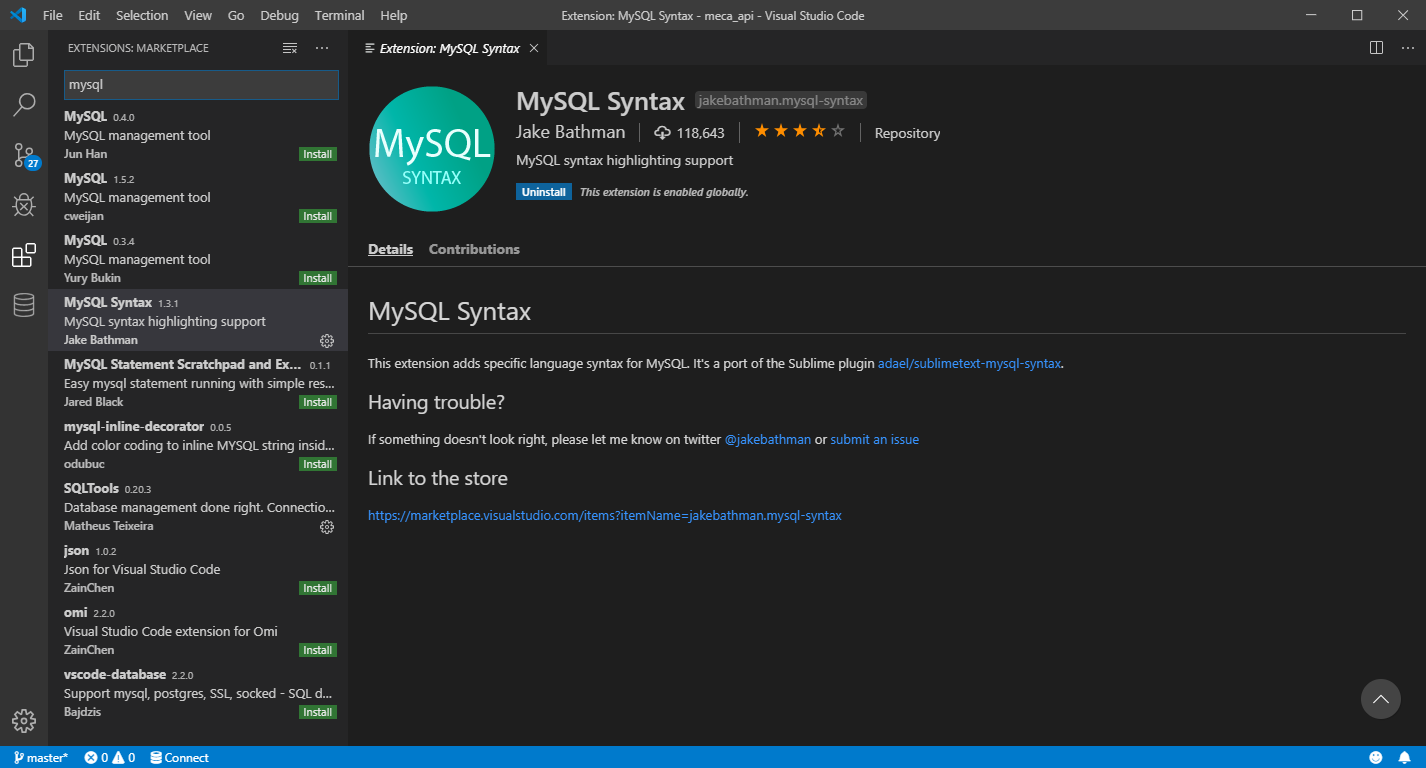 File Edit Selection View Go Debug Terminal Help
Extension: MySQL Syntax - meca_api - Visual Studio Code
EXTENSIONS: MARKETPLACE
mysql
MySQL 0.4.0
MySQL management tool
Jun Han Install
MySQL 1.5.2
MySQL management tool
cweijan Install
MySQL 0.3.4
MySQL management tool
Yury Bukin Install
MySQL Syntax 1.3.1
MySQL syntax highlighting support
Jake Bathman
MySQL Statement Scratchpad and Ex... 0.1.1
Easy mysql statement running with simple res...
Jared Black Install
mysql-inline-decorator 0.0.5
Add color coding to inline MYSQL string insid...
odubuc Install
SQLTools 0.20.3
Database management done right. Connectio...
Matheus Teixeira
json 1.0.2
Json for Visual Studio Code
ZainChen Install
omi 2.2.0
Visual Studio Code extension for Omi
ZainChen Install
vscode-database 2.2.0
Support mysql, postgres, SSL, socked - SQL d...
Bajdzis Install
27
Extension: MySQL Syntax
MySQL
SYNTAX
MySQL Syntax jakebathman.mysql-syntax
Jake Bathman 118,643 Repository
MySQL syntax highlighting support
Uninstall This extension is enabled globally.
Details Contributions
MySQL Syntax
This extension adds specific language syntax for MySQL. It's a port of the Sublime plugin adael/sublimetext-mysql-syntax.
Having trouble?
If something doesn't look right, please let me know on twitter @jakebathman or submit an issue
Link to the store
https://marketplace.visualstudio.com/items?itemName=jakebathman.mysql-syntax
master* 0 0 Connect